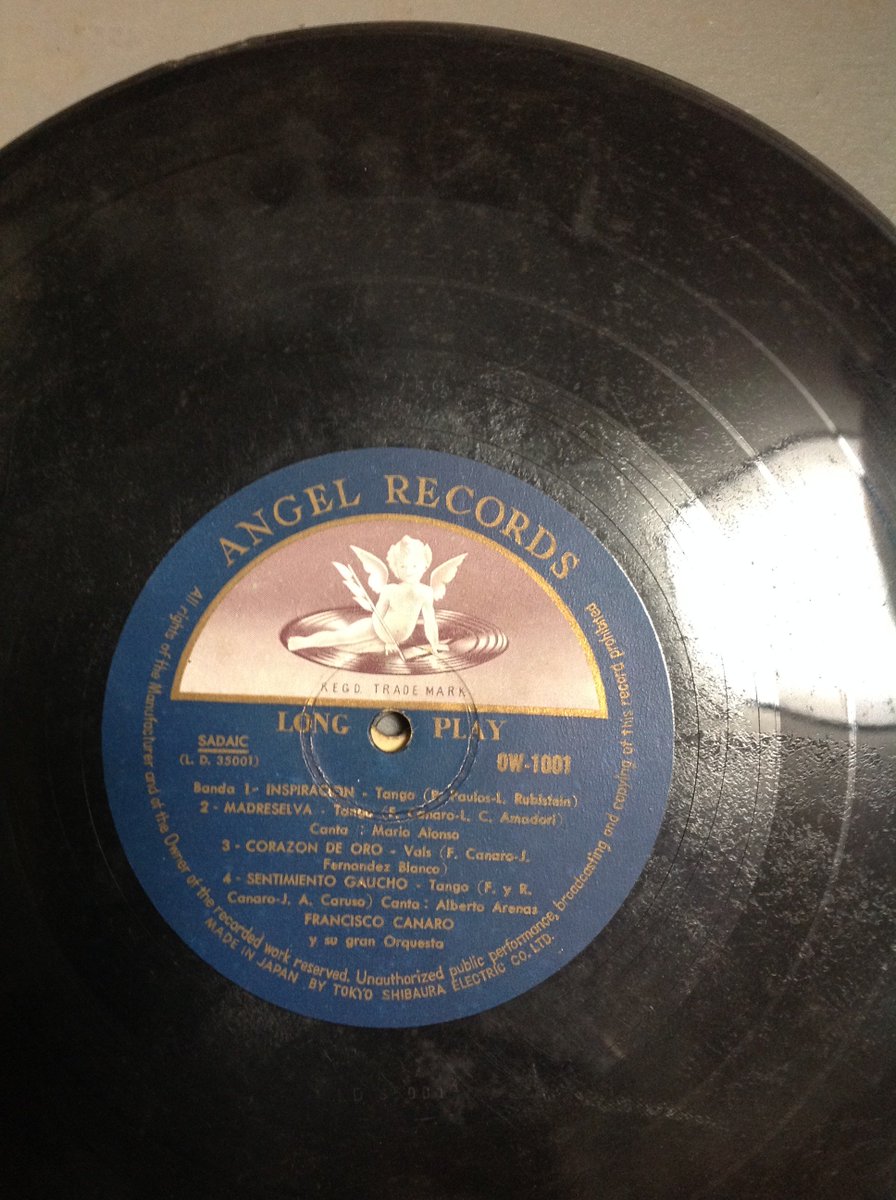 ANGEL RECORDS
REGD. TRADE MARK
LONG PLAY
SADAIC
(L. D. 35001)
OW-1001
Banda 1- INSPIRACION - Tango (P. Paulos-L. Rubistein)
2 - MADRESELVA - Tango (F. Canaro-L. C. Amadori)
Canta : Mario Alonso
3 - CORAZON DE ORO - Vals (F. Canaro-J.
Fernandez Blanco)
4 - SENTIMIENTO GAUCHO - Tango (F. y R.
Canaro-J. A. Caruso) Canta : Alberto Arenas
FRANCISCO CANARO
y su gran Orquesta
All rights of the Manufacturer and of the Owner of the recorded work reserved. Unauthorized public performance, broadcasting and copying of this record prohibited
MADE IN JAPAN BY TOKYO SHIBAURA ELECTRIC CO. LTD.